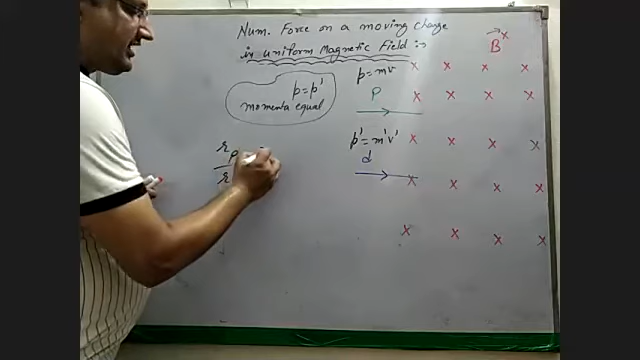 Num. Force on a moving charge
in uniform Magnetic Field :~
B
p = p'
momenta equal
p = mv
P
p' = m'v'
d
r p
r
x x x x
x x x x
x x x x
x x x x
x x x x